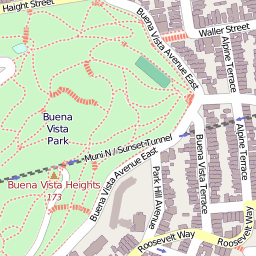 Haight Street
Buena Vista Avenue East
Waller Street
Alpine Terrace
Buena
Vista
Park
Muni N / Sunset Tunnel
Buena Vista Heights
173
Buena Vista Avenue East
Park Hill Avenue
Buena Vista Terrace
Alpine Terrace
Roosevelt Way
Roosevelt Way